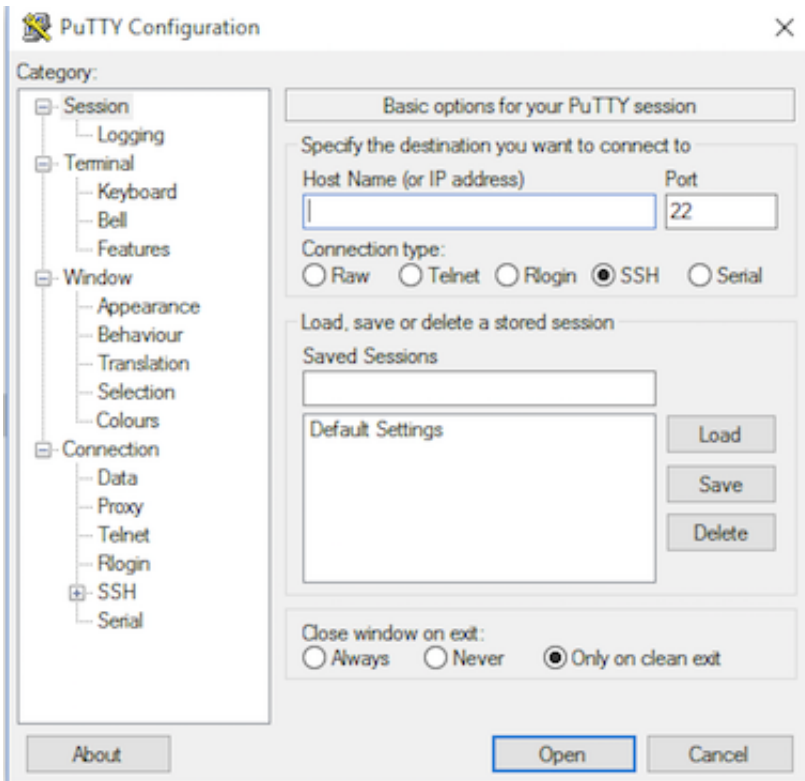 PuTTY Configuration
Category:
Session
Logging
Terminal
Keyboard
Bell
Features
Window
Appearance
Behaviour
Translation
Selection
Colours
Connection
Data
Proxy
Telnet
Rlogin
SSH
Serial
Basic options for your PuTTY session
Specify the destination you want to connect to
Host Name (or IP address) Port
22
Connection type:
Raw Telnet Rlogin SSH Serial
Load, save or delete a stored session
Saved Sessions
Default Settings
Load
Save
Delete
Close window on exit:
Always Never Only on clean exit
About Open Cancel